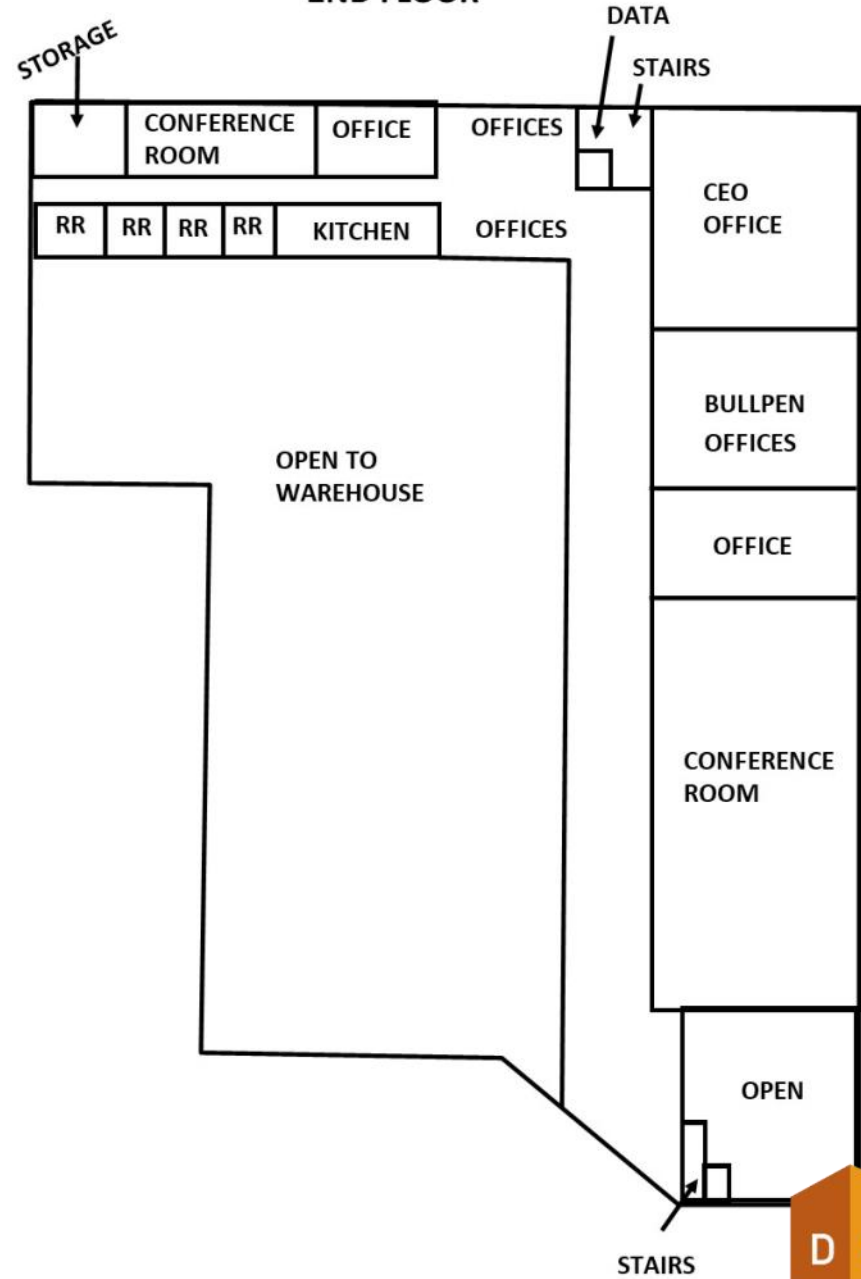 DATA
STORAGE
STAIRS
CONFERENCE
ROOM
OFFICE
OFFICES
CEO
OFFICE
RR
RR
RR
RR
KITCHEN
OFFICES
BULLPEN
OFFICES
OPEN TO
WAREHOUSE
OFFICE
CONFERENCE
ROOM
OPEN
STAIRS
D